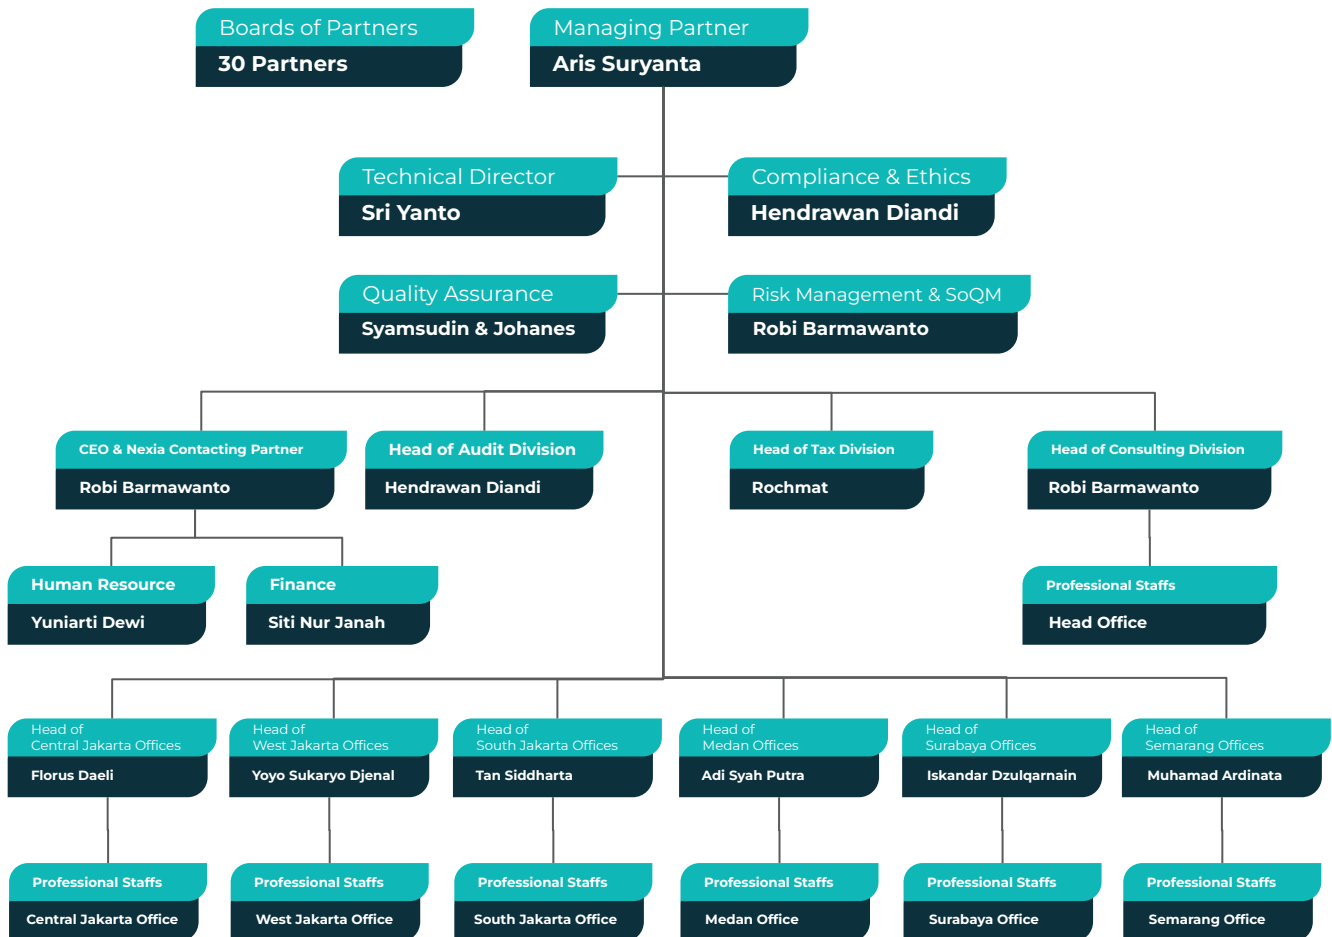 Boards of Partners
30 Partners
Managing Partner
Aris Suryanta
Technical Director
Sri Yanto
Compliance & Ethics
Hendrawan Diandi
Quality Assurance
Syamsudin & Johanes
Risk Management & SoQM
Robi Barmawanto
CEO & Nexia Contacting Partner
Robi Barmawanto
Head of Audit Division
Hendrawan Diandi
Head of Tax Division
Rochmat
Head of Consulting Division
Robi Barmawanto
Human Resource
Yuniarti Dewi
Finance
Siti Nur Janah
Professional Staffs
Head Office
Head of
Central Jakarta Offices
Florus Daeli
Head of
West Jakarta Offices
Yoyo Sukaryo Djenal
Head of
South Jakarta Offices
Tan Siddharta
Head of
Medan Offices
Adi Syah Putra
Head of
Surabaya Offices
Iskandar Dzulqarnain
Head of
Semarang Offices
Muhamad Ardinata
Professional Staffs
Central Jakarta Office
Professional Staffs
West Jakarta Office
Professional Staffs
South Jakarta Office
Professional Staffs
Medan Office
Professional Staffs
Surabaya Office
Professional Staffs
Semarang Office